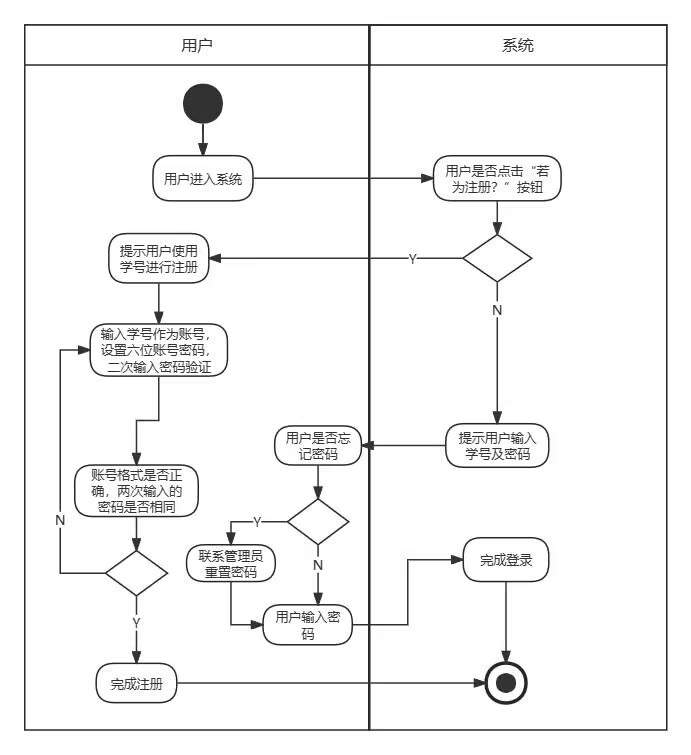 用户
系统
用户进入系统
用户是否点击“若
为注册？”按钮
提示用户使用
学号进行注册
Y
N
输入学号作为账号，
设置六位账号密码，
二次输入密码验证
用户是否忘
记密码
提示用户输入
学号及密码
账号格式是否正
确，两次输入的
密码是否相同
N
Y
联系管理员
重置密码
N
完成登录
用户输入密
码
Y
完成注册